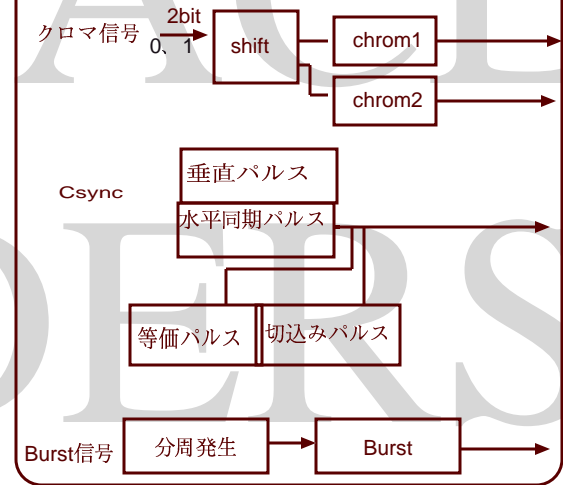 クロマ信号
2bit
0、1
shift
chrom1
chrom2
垂直パルス
Csync
水平同期パルス
等価パルス
切込みパルス
Burst信号
分周発生
Burst